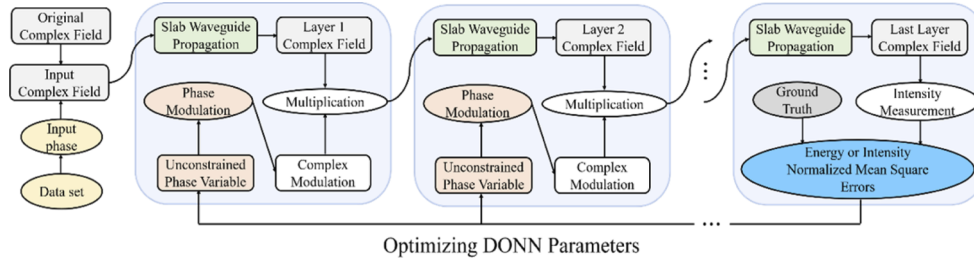 Original
Complex Field
Input
Complex Field
Input
phase
Data set
Slab Waveguide
Propagation
Layer 1
Complex Field
Phase
Modulation
Multiplication
Unconstrained
Phase Variable
Complex
Modulation
Slab Waveguide
Propagation
Layer 2
Complex Field
Phase
Modulation
Multiplication
Unconstrained
Phase Variable
Complex
Modulation
...
Slab Waveguide
Propagation
Last Layer
Complex Field
Ground
Truth
Intensity
Measurement
Energy or Intensity
Normalized Mean Square
Errors
...
Optimizing DONN Parameters